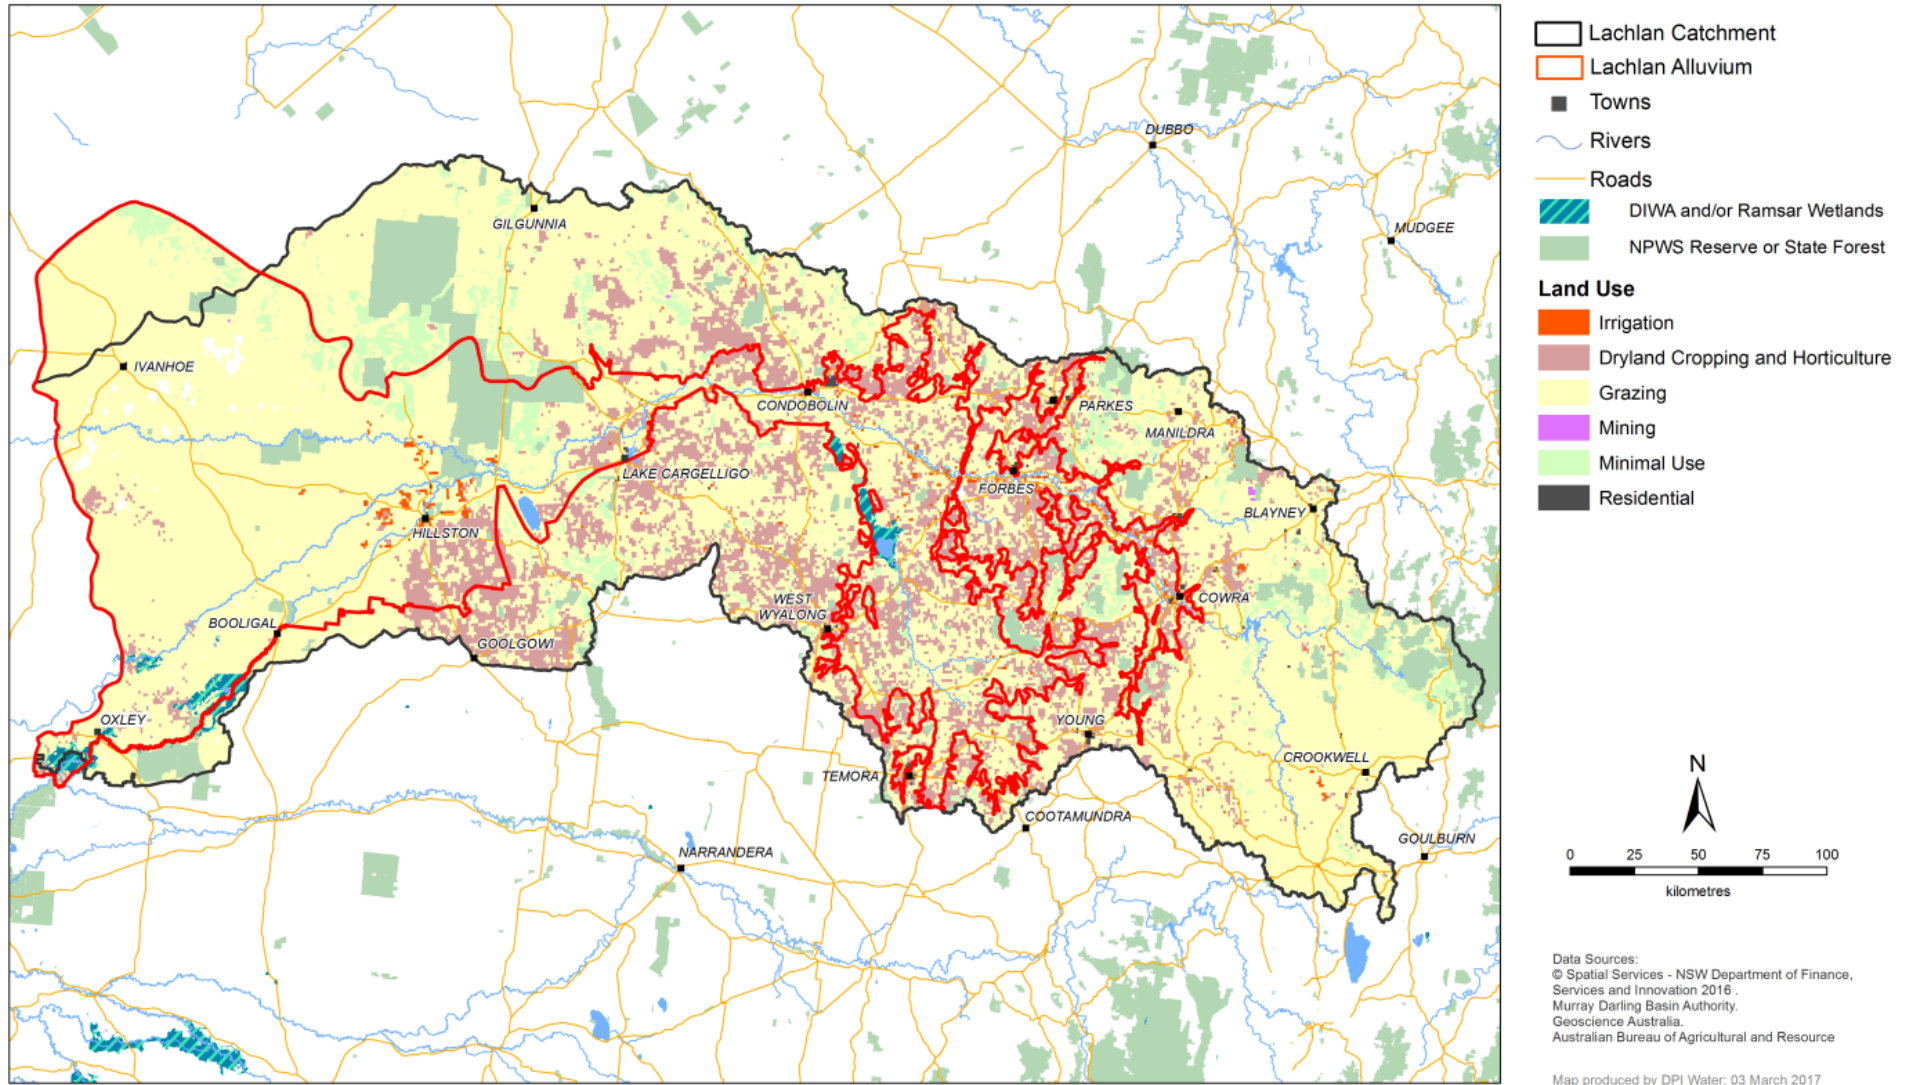 DUBBO
MUDGEE
GILGUNNIA
IVANHOE
CONDOBOLIN
PARKES
MANILDRA
LAKE CARGELLIGO
FORBES
BLAYNEY
HILLSTON
WEST
WYALONG
COWRA
BOOLIGAL
GOOLGOWI
OXLEY
YOUNG
CROOKWELL
TEMORA
COOTAMUNDRA
GOULBURN
NARRANDERA
Lachlan Catchment
Lachlan Alluvium
Towns
Rivers
Roads
DIWA and/or Ramsar Wetlands
NPWS Reserve or State Forest
Land Use
Irrigation
Dryland Cropping and Horticulture
Grazing
Mining
Minimal Use
Residential
N
0 25 50 75 100
kilometres
Data Sources:
© Spatial Services - NSW Department of Finance,
Services and Innovation 2016 .
Murray Darling Basin Authority.
Geoscience Australia.
Australian Bureau of Agricultural and Resource
Map produced by DPI Water: 03 March 2017